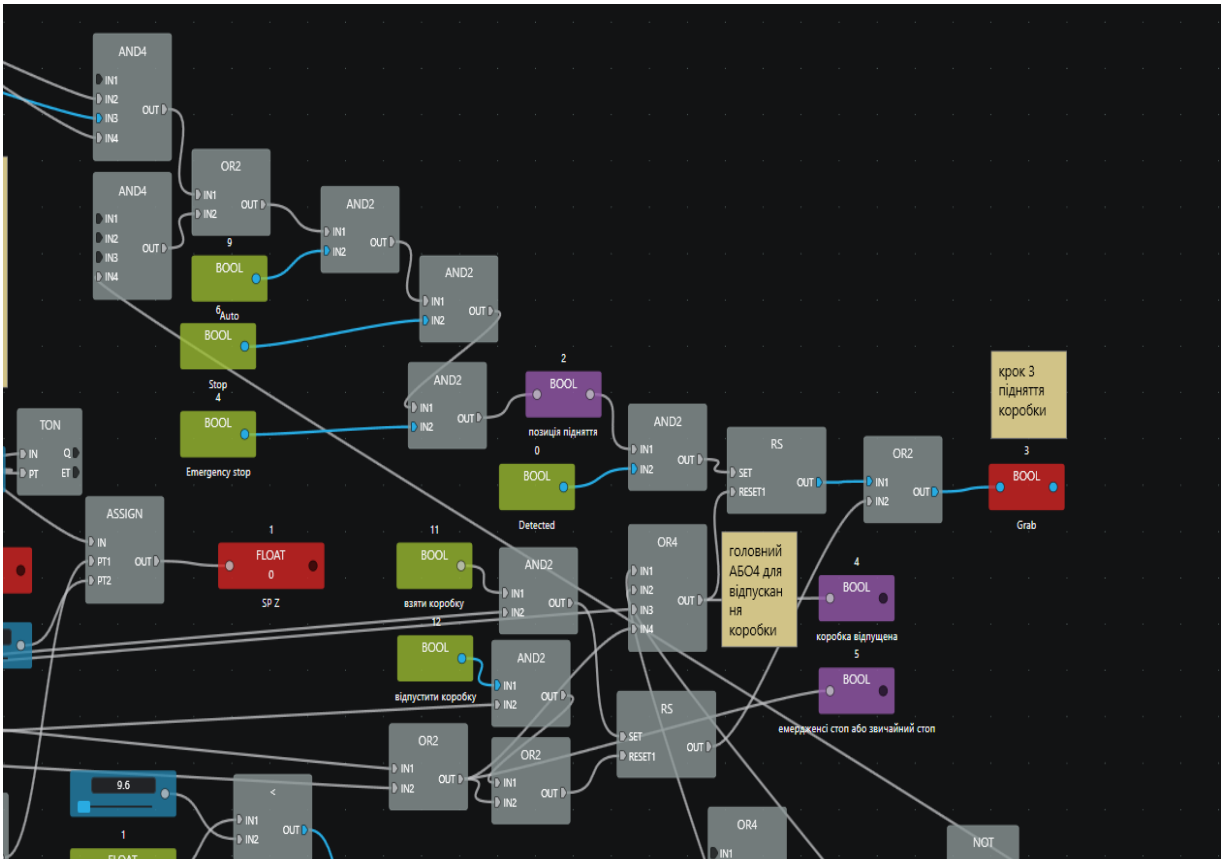 AND4
IN1
IN2
IN3
IN4
OUT
AND4
IN1
IN2
IN3
IN4
OUT
OR2
IN1
IN2
OUT
9
BOOL
Auto
AND2
IN1
IN2
OUT
6
BOOL
Stop
AND2
IN1
IN2
OUT
4
BOOL
Emergency stop
AND2
IN1
IN2
OUT
2
BOOL
позиція підняття
0
BOOL
Detected
AND2
IN1
IN2
OUT
RS
SET
RESET1
OUT
OR2
IN1
IN2
OUT
крок 3
підняття
коробки
3
BOOL
Grab
TON
IN
PT
Q
ET
ASSIGN
IN
PT1
PT2
OUT
1
FLOAT
0
SP Z
11
BOOL
взяти коробку
12
BOOL
відпустити коробку
AND2
IN1
IN2
OUT
AND2
IN1
IN2
OUT
OR4
IN1
IN2
IN3
IN4
OUT
головний
АБО4 для
відпускан
ня
коробки
4
BOOL
коробка відпущена
5
BOOL
емердженсі стоп або звичайний стоп
RS
SET
RESET1
OUT
OR2
IN1
IN2
OUT
OR2
IN1
IN2
OUT
9.6
<
IN1
IN2
OUT
1
FLOAT
OR4
IN1
NOT